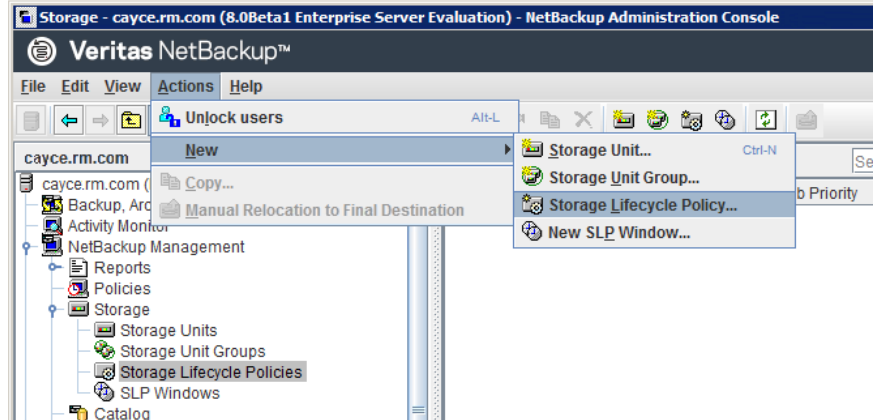 Storage - cayce.rm.com (8.0Beta1 Enterprise Server Evaluation) - NetBackup Administration Console
Veritas NetBackup™
File Edit View Actions Help
Unlock users Alt-L
New
Copy...
Manual Relocation to Final Destination
Storage Unit... Ctrl-N
Storage Unit Group...
Storage Lifecycle Policy...
New SLP Window...
Se
b Priority
cayce.rm.com
cayce.rm.com (
Backup, Arc
Activity Monitor
NetBackup Management
Reports
Policies
Storage
Storage Units
Storage Unit Groups
Storage Lifecycle Policies
SLP Windows
Catalog